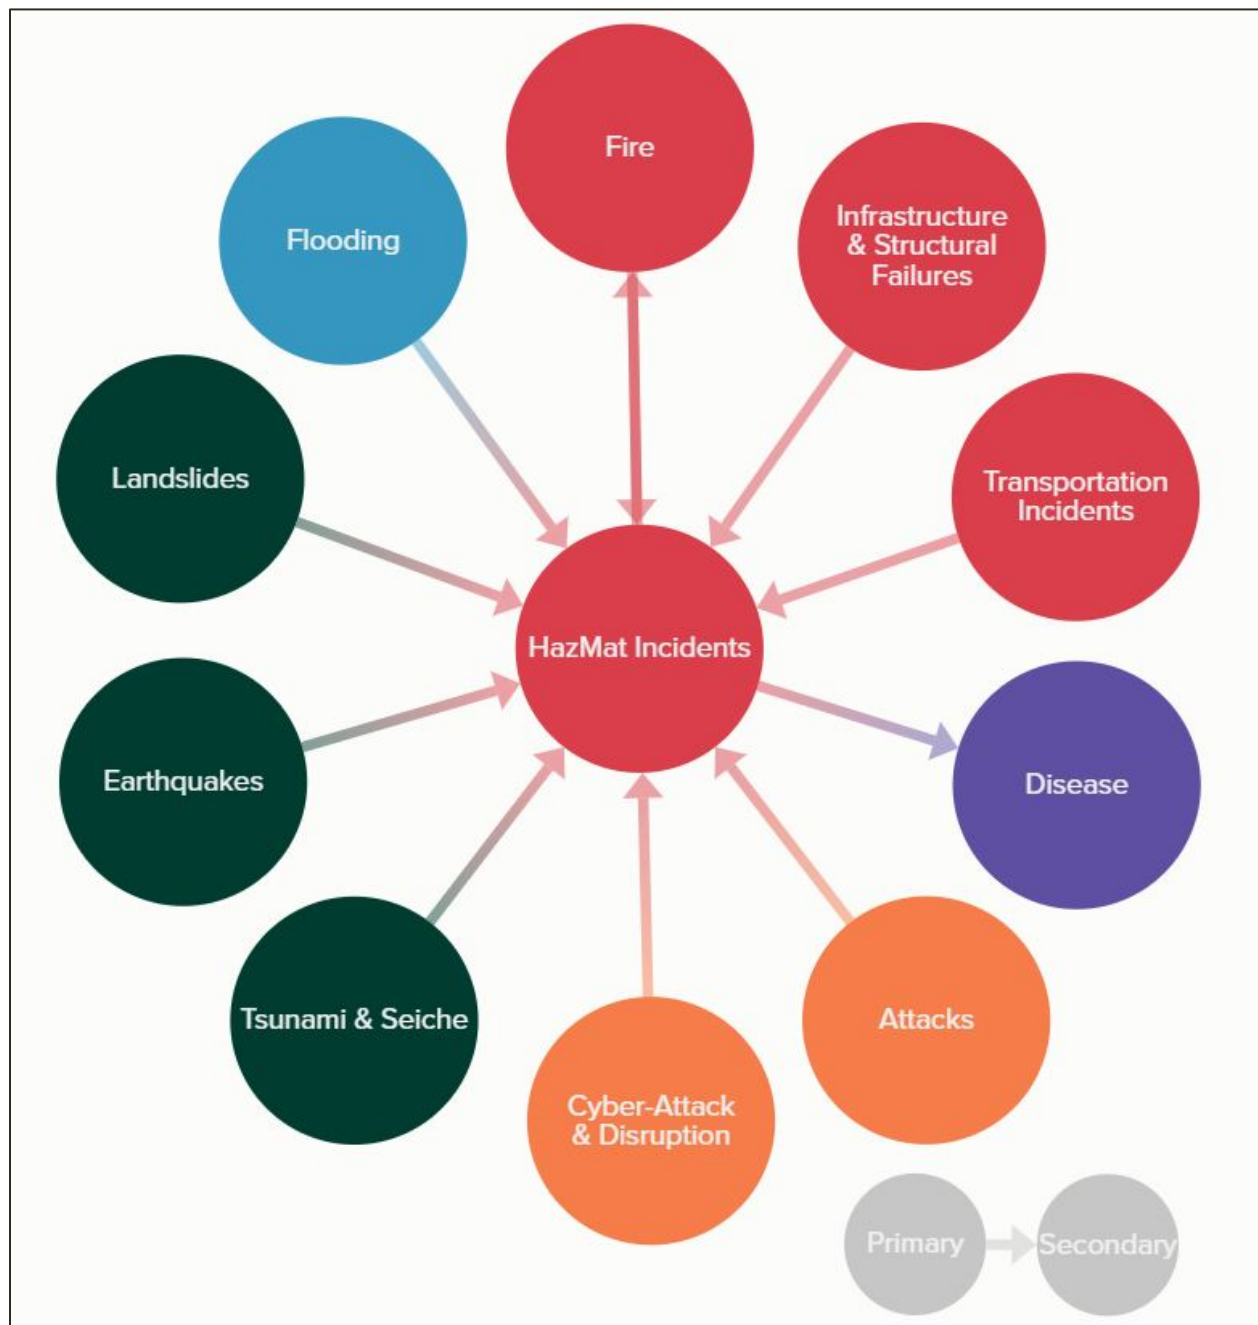 Fire
Infrastructure
& Structural
Failures
Flooding
Transportation
Incidents
Landslides
HazMat Incidents
Earthquakes
Disease
Tsunami & Seiche
Attacks
Cyber-Attack
& Disruption
Primary
Secondary